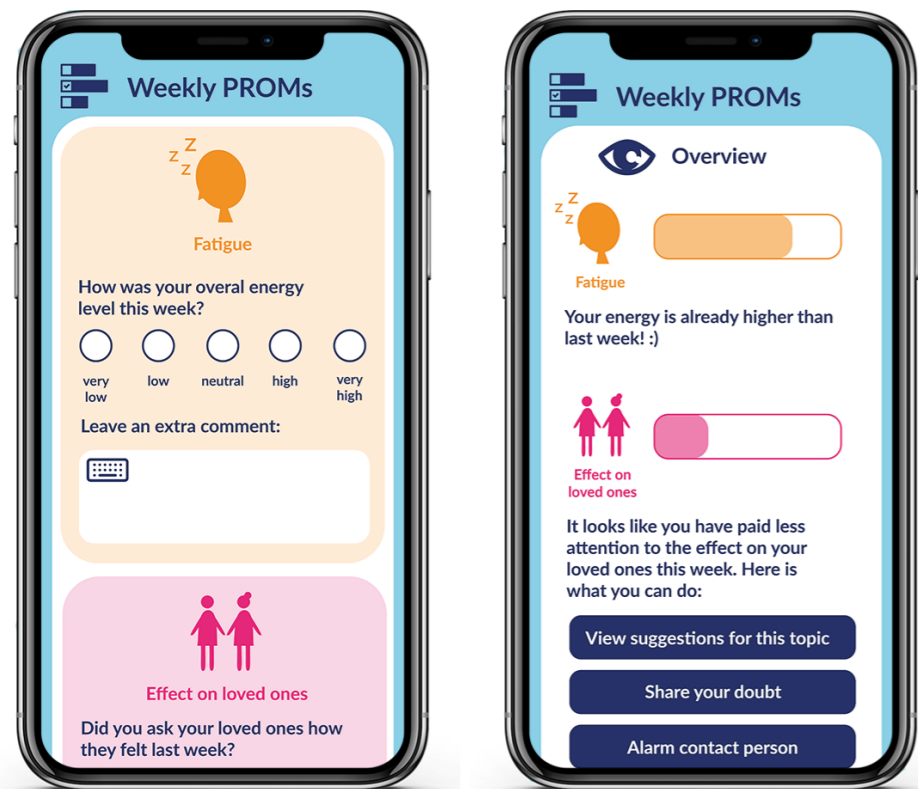 Weekly PROMs
z
Z
z
Fatigue
How was your overal energy
level this week?
very
low
low
neutral
high
very
high
Leave an extra comment:
Effect on loved ones
Did you ask your loved ones how
they felt last week?
Weekly PROMs
Overview
z
Z
z
Fatigue
Your energy is already higher than
last week! :)
Effect on
loved ones
It looks like you have paid less
attention to the effect on your
loved ones this week. Here is
what you can do:
View suggestions for this topic
Share your doubt
Alarm contact person